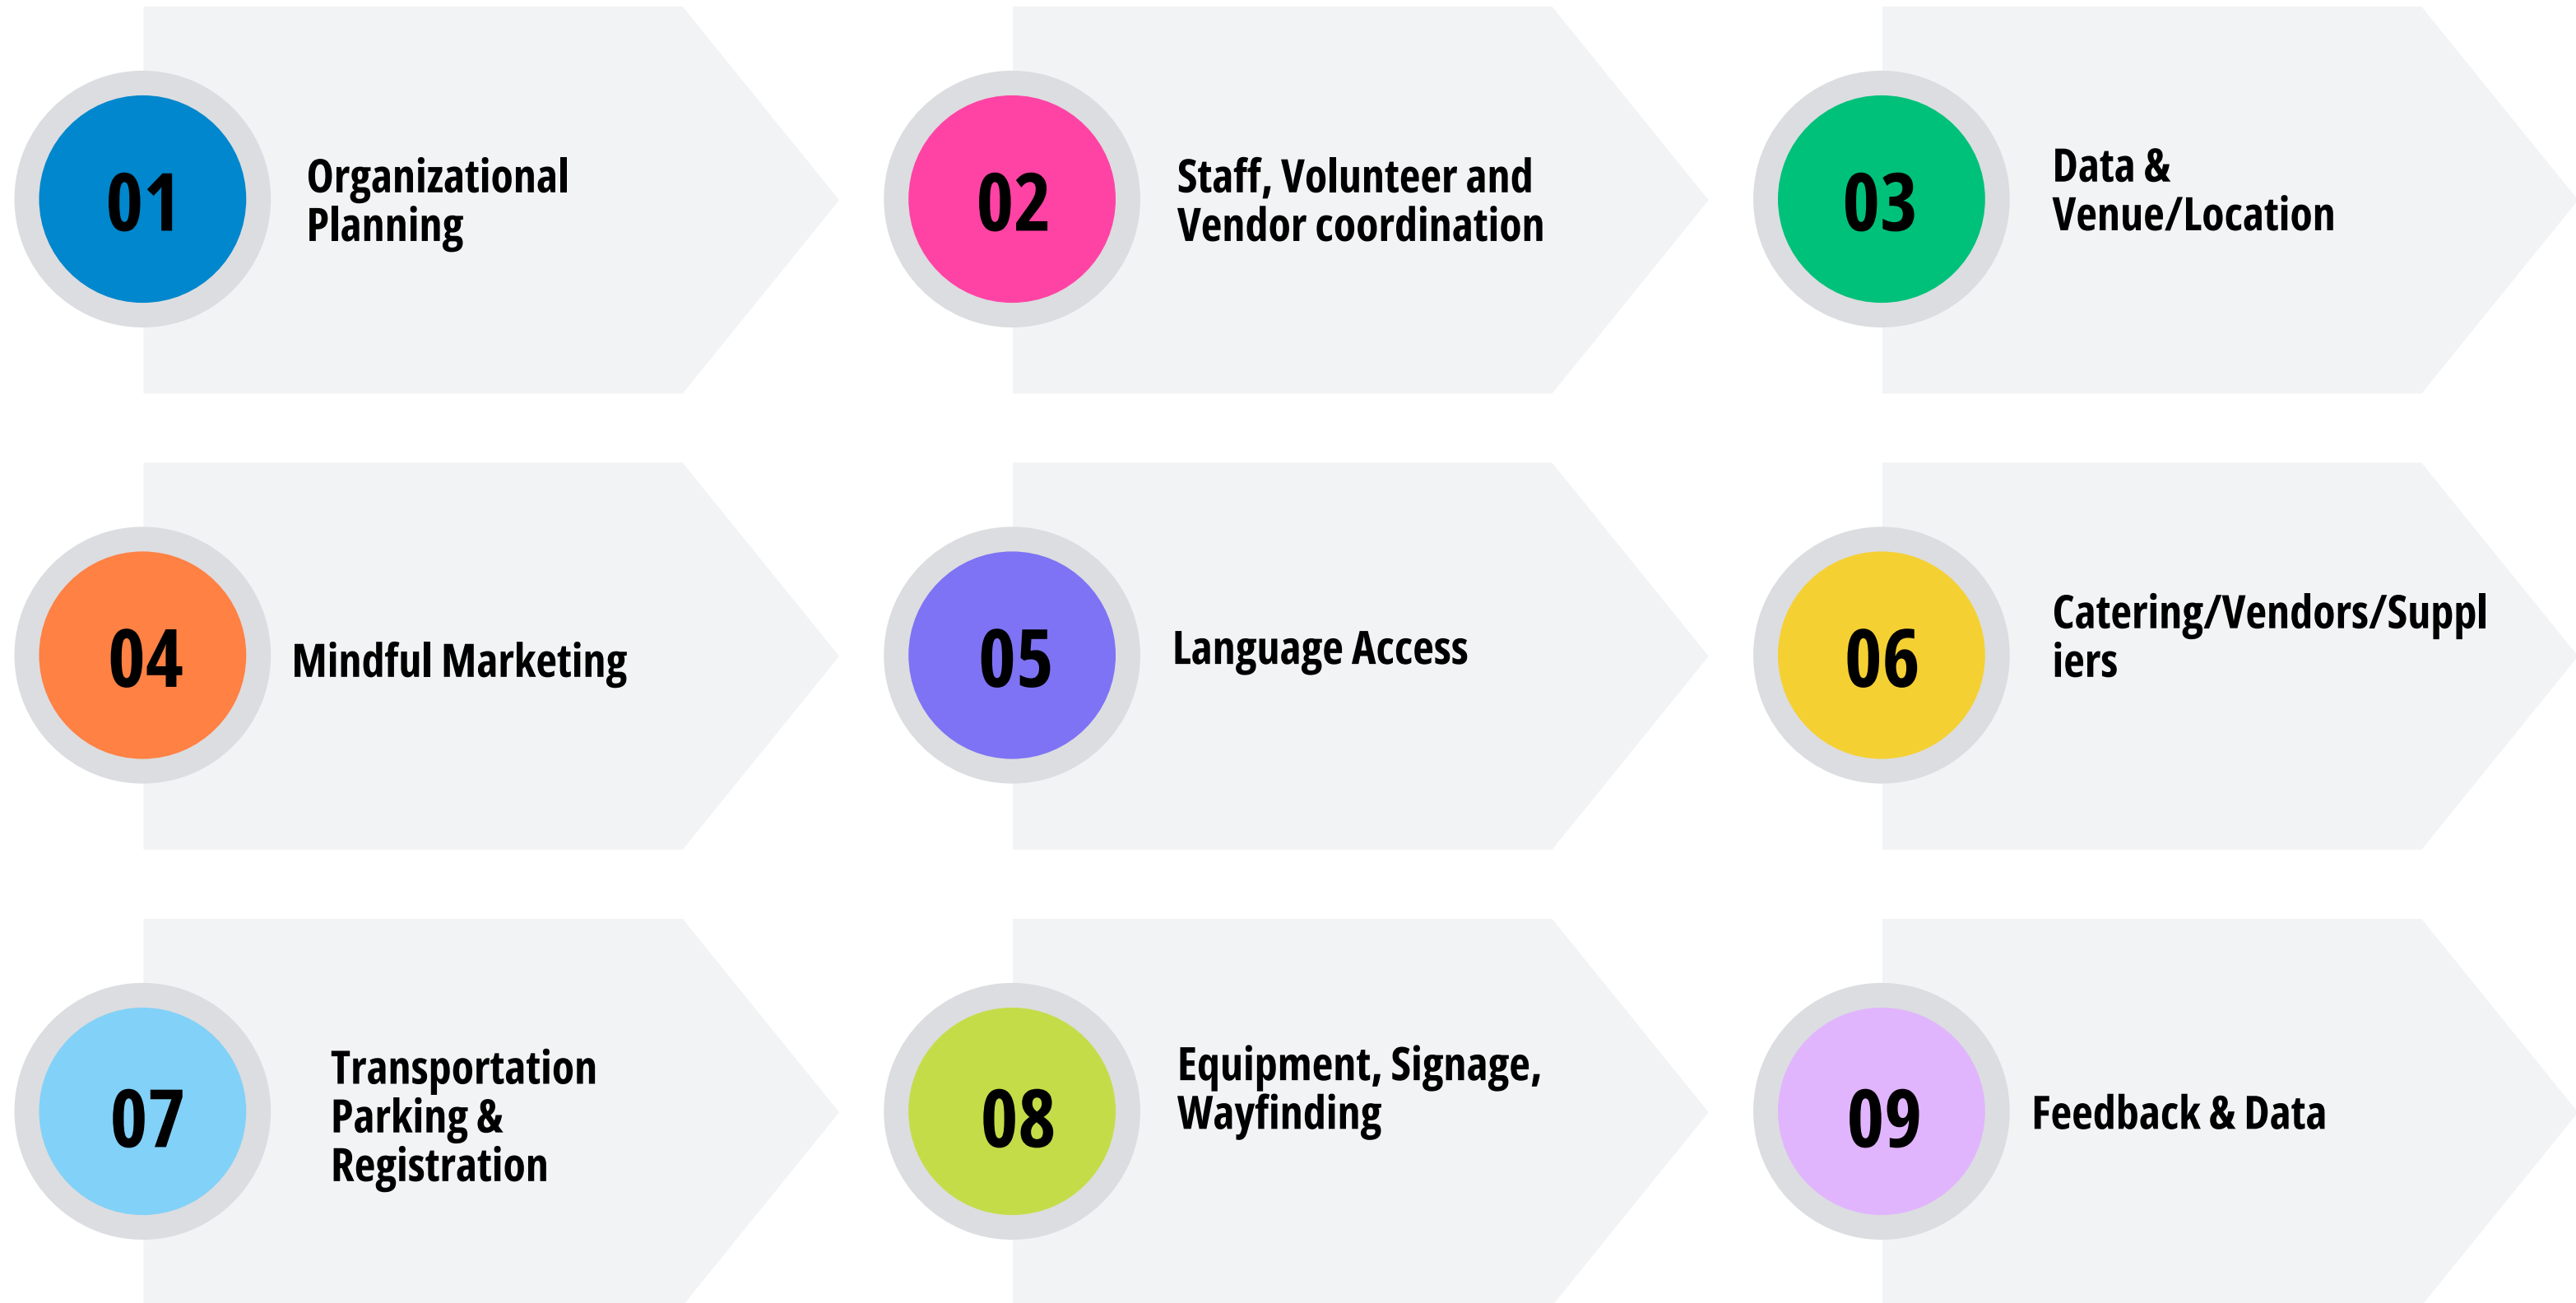 01
Organizational
Planning
02
Staff, Volunteer and
Vendor coordination
03
Data &
Venue/Location
04
Mindful Marketing
05
Language Access
06
Catering/Vendors/Suppl
iers
07
Transportation
Parking &
Registration
08
Equipment, Signage,
Wayfinding
09
Feedback & Data